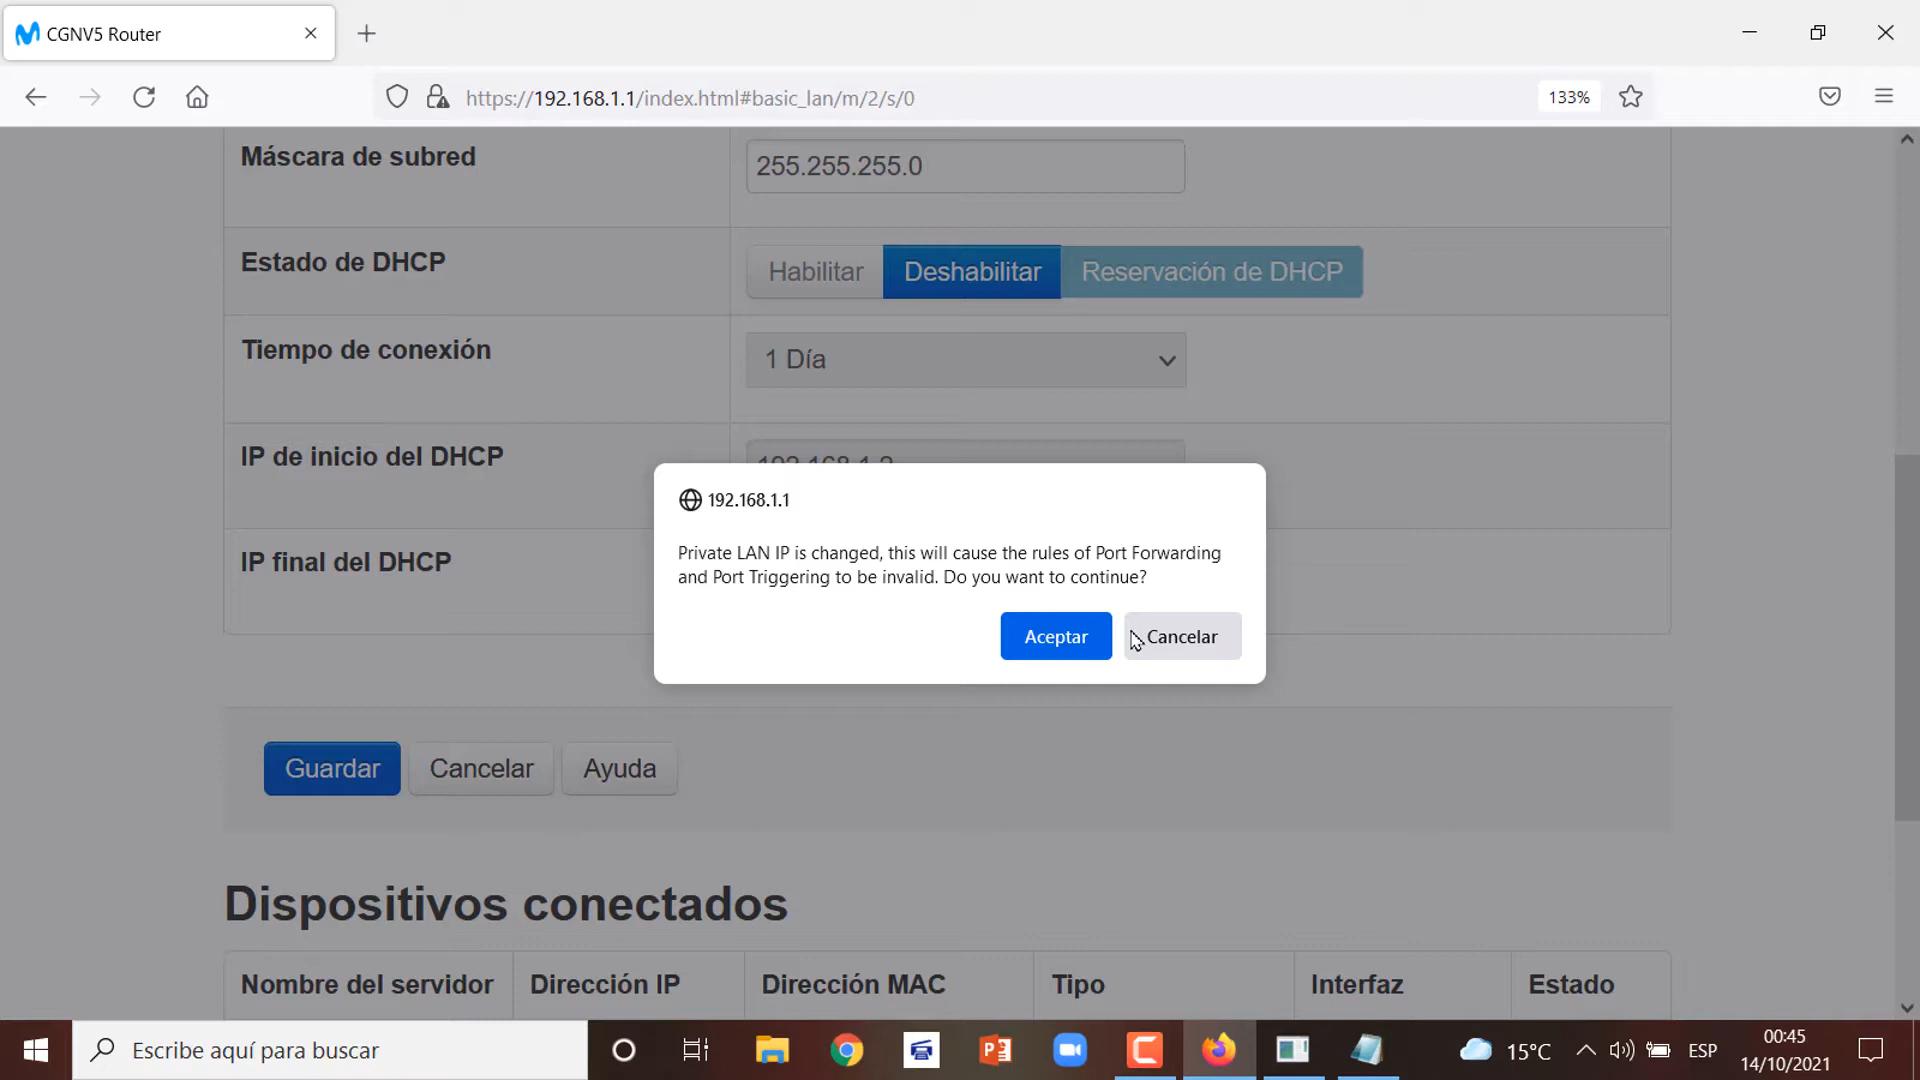 CGNV5 Router
https://192.168.1.1/index.html#basic_lan/m/2/s/0
133%
Máscara de subred
255.255.255.0
Estado de DHCP
Habilitar
Deshabilitar
Reservación de DHCP
Tiempo de conexión
1 Día
IP de inicio del DHCP
IP final del DHCP
192.168.1.1
Private LAN IP is changed, this will cause the rules of Port Forwarding
and Port Triggering to be invalid. Do you want to continue?
Aceptar
Cancelar
Guardar
Cancelar
Ayuda
Dispositivos conectados
Nombre del servidor
Dirección IP
Dirección MAC
Tipo
Interfaz
Estado
Escribe aquí para buscar
15°C
ESP
00:45
14/10/2021